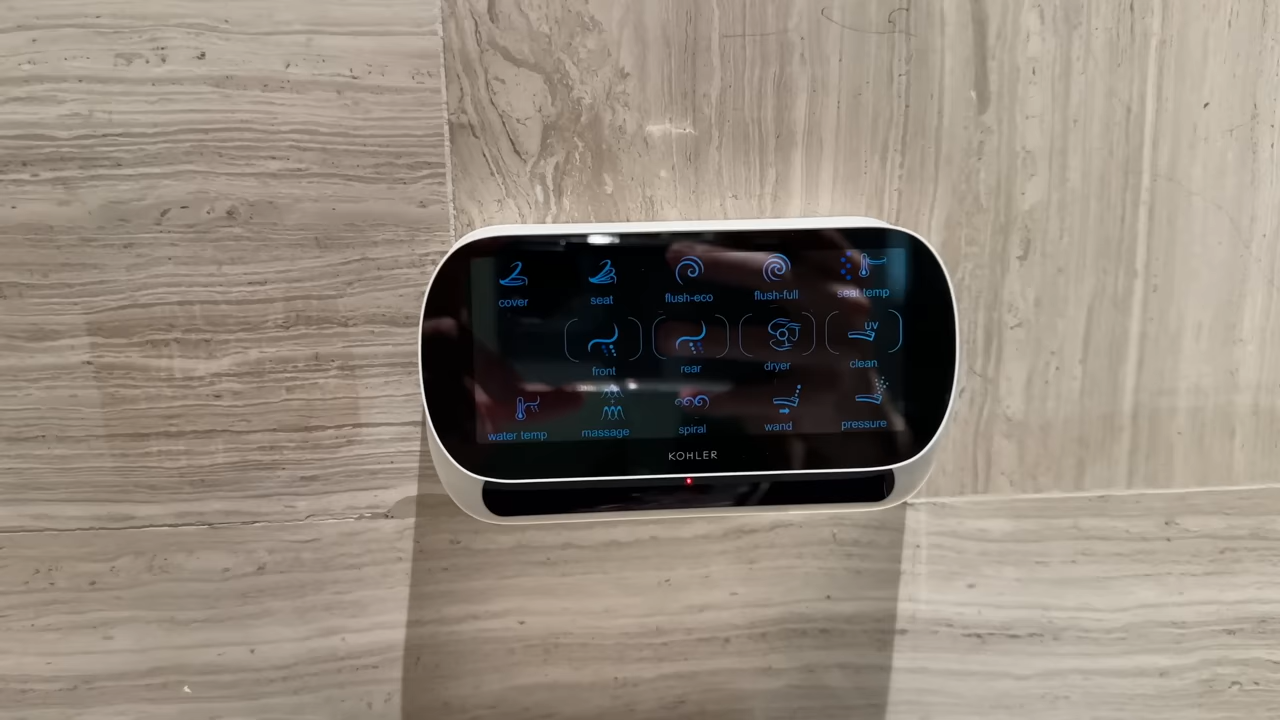 cover seat flush-eco flush-full seat temp
front rear dryer UV clean
water temp massage spiral wand pressure
KOHLER